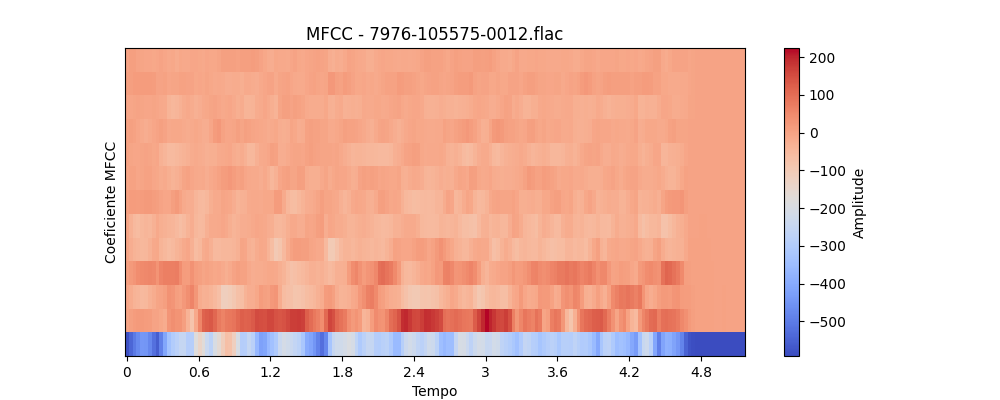 MFCC - 7976-105575-0012.flac
Coeficiente MFCC
0 0.6 1.2 1.8 2.4 3 3.6 4.2 4.8
Tempo
200
100
0
−100
−200
−300
−400
−500
Amplitude